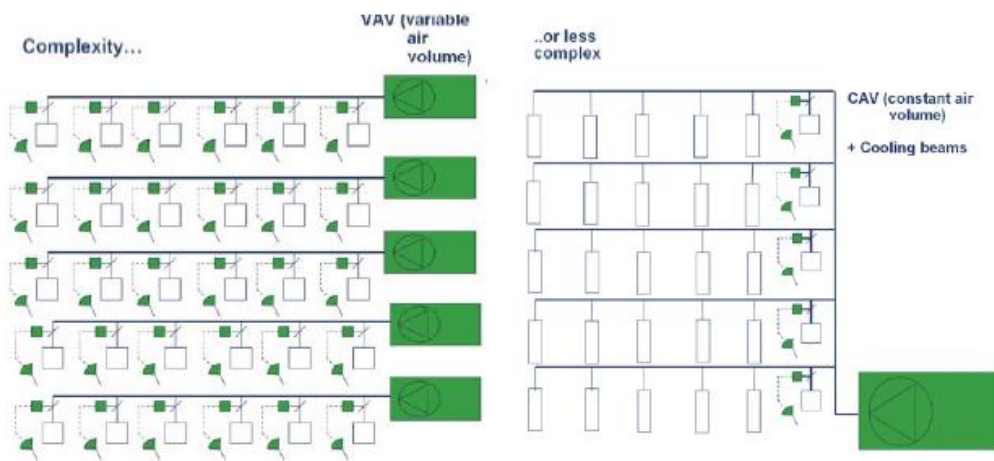 Complexity…
VAV (variable
air
volume)
..or less
complex
CAV (constant air
volume)
+ Cooling beams